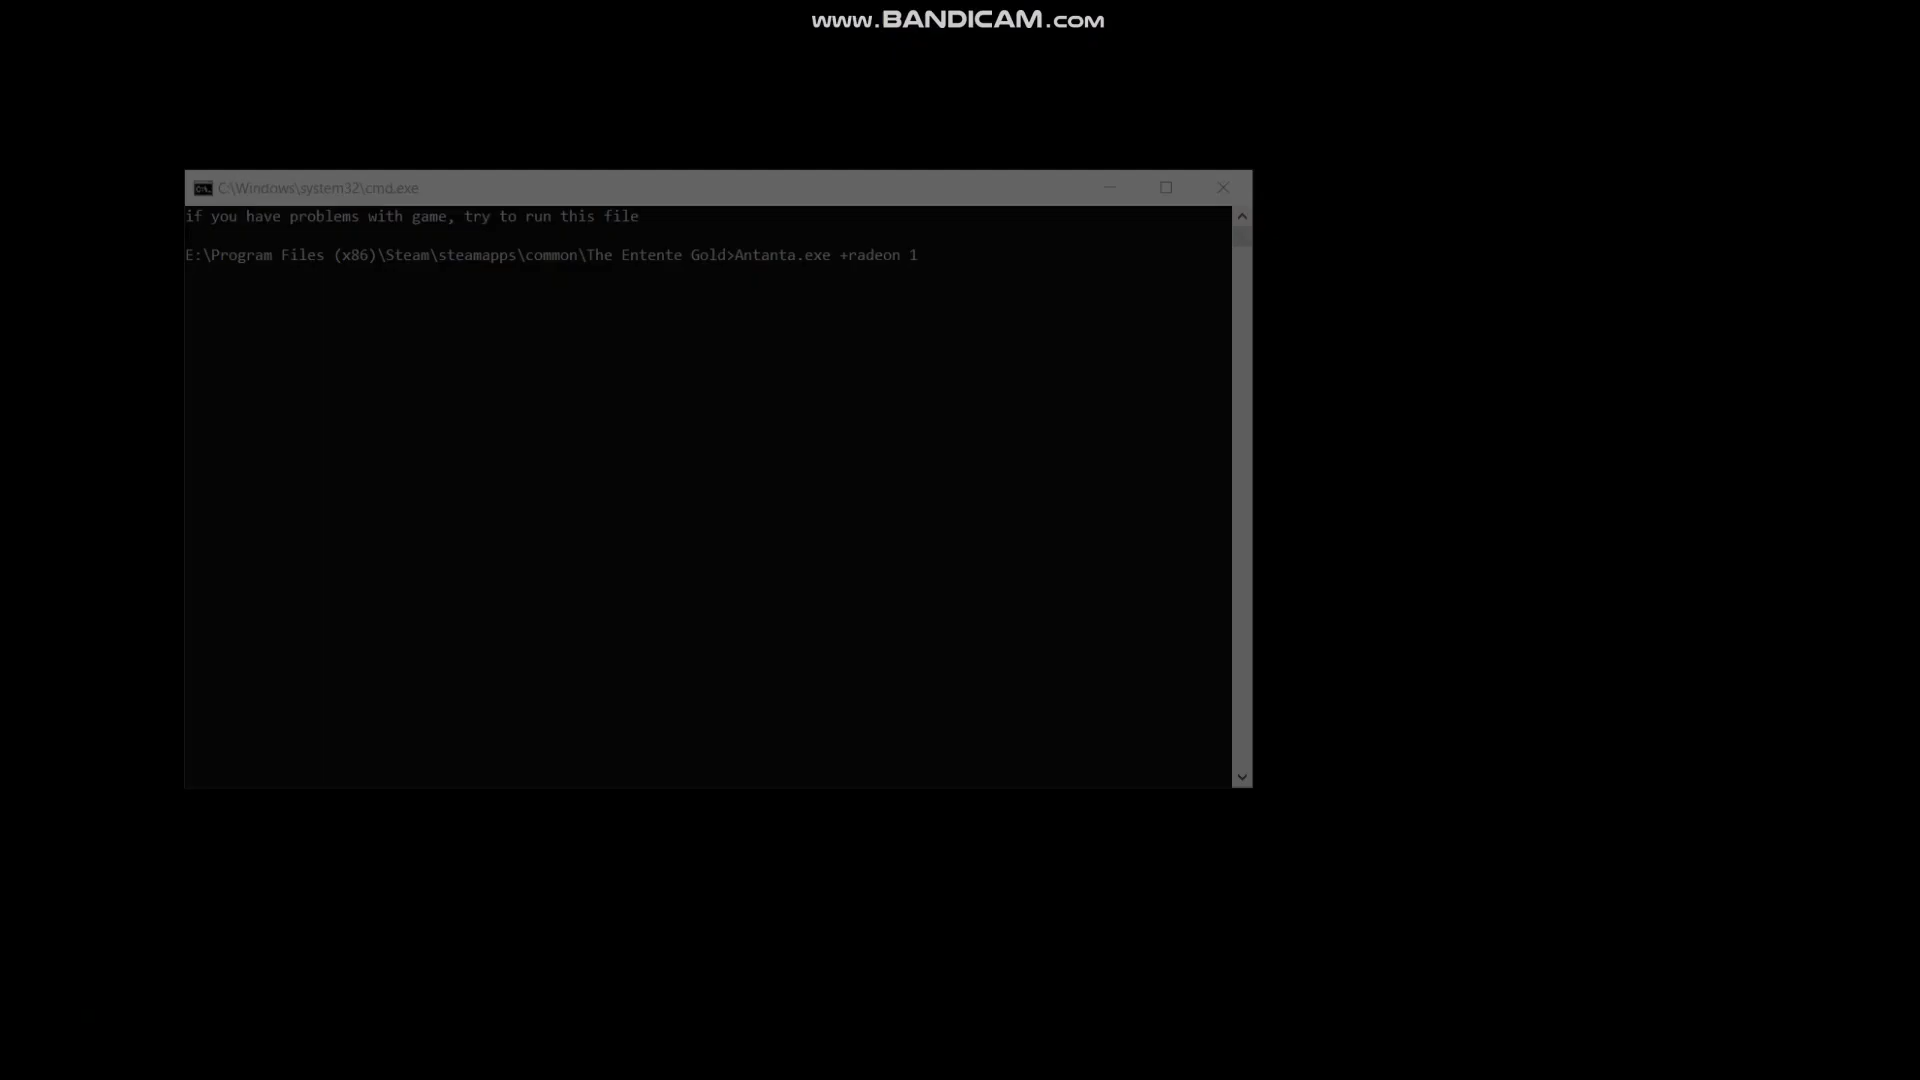 www.BANDICAM.COM
C:\Windows\system32\cmd.exe
if you have problems with game, try to run this file
E:\Program Files (x86)\Steam\steamapps\common\The Entente Gold>Antanta.exe +radeon 1